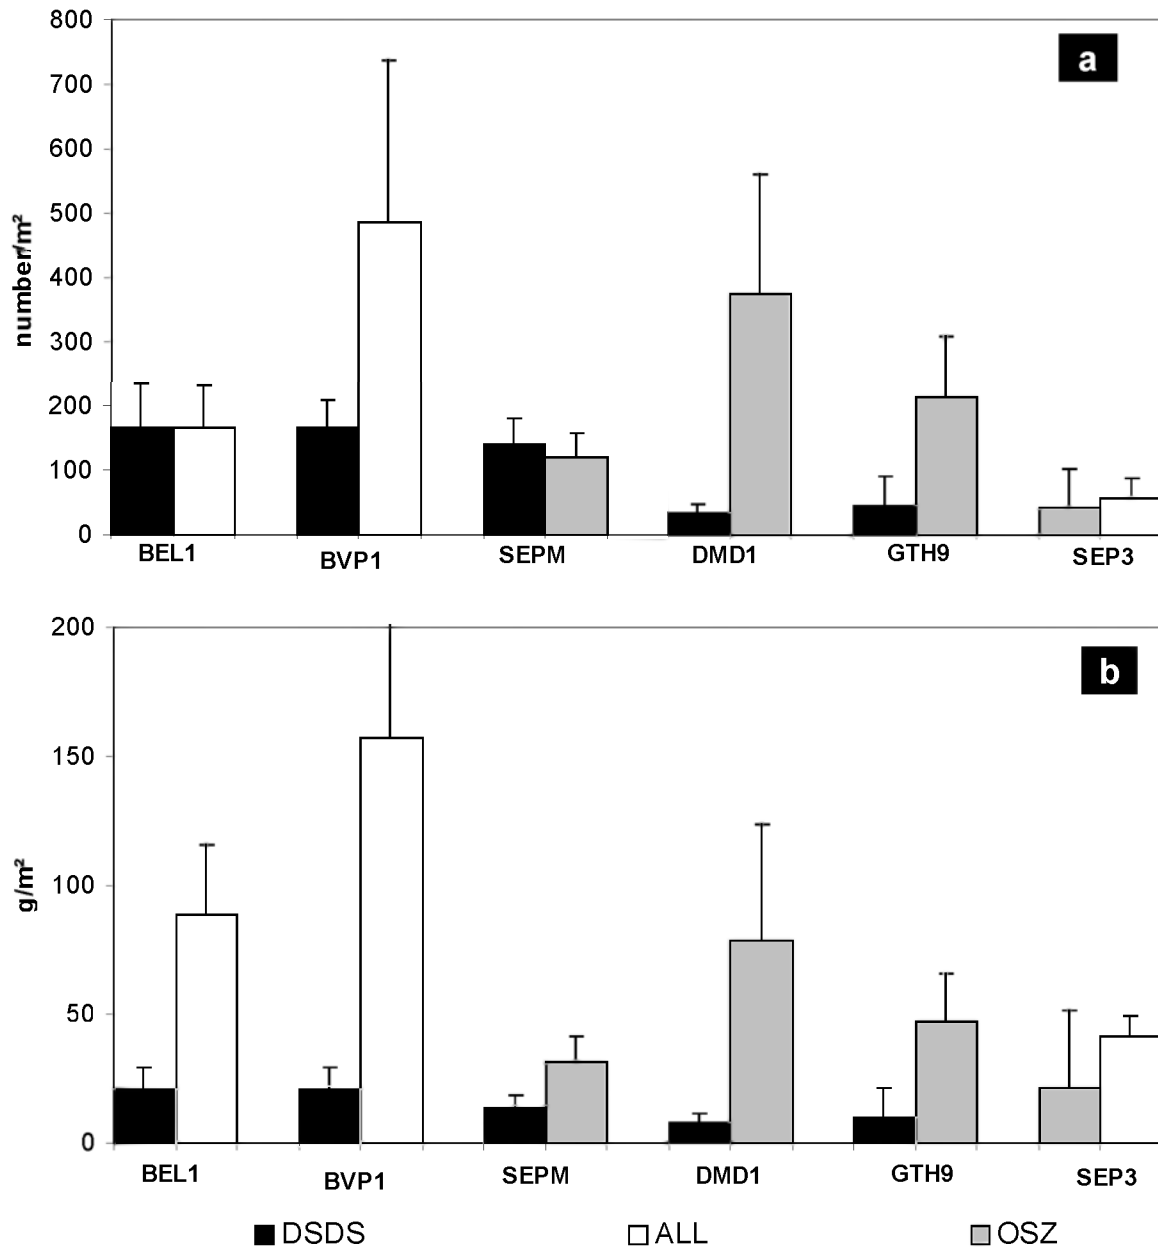 a
800
700
600
500
400
300
200
100
0
number/m²
BEL1 BVP1 SEPM DMD1 GTH9 SEP3
b
200
150
100
50
0
g/m²
BEL1 BVP1 SEPM DMD1 GTH9 SEP3
DSDS ALL OSZ